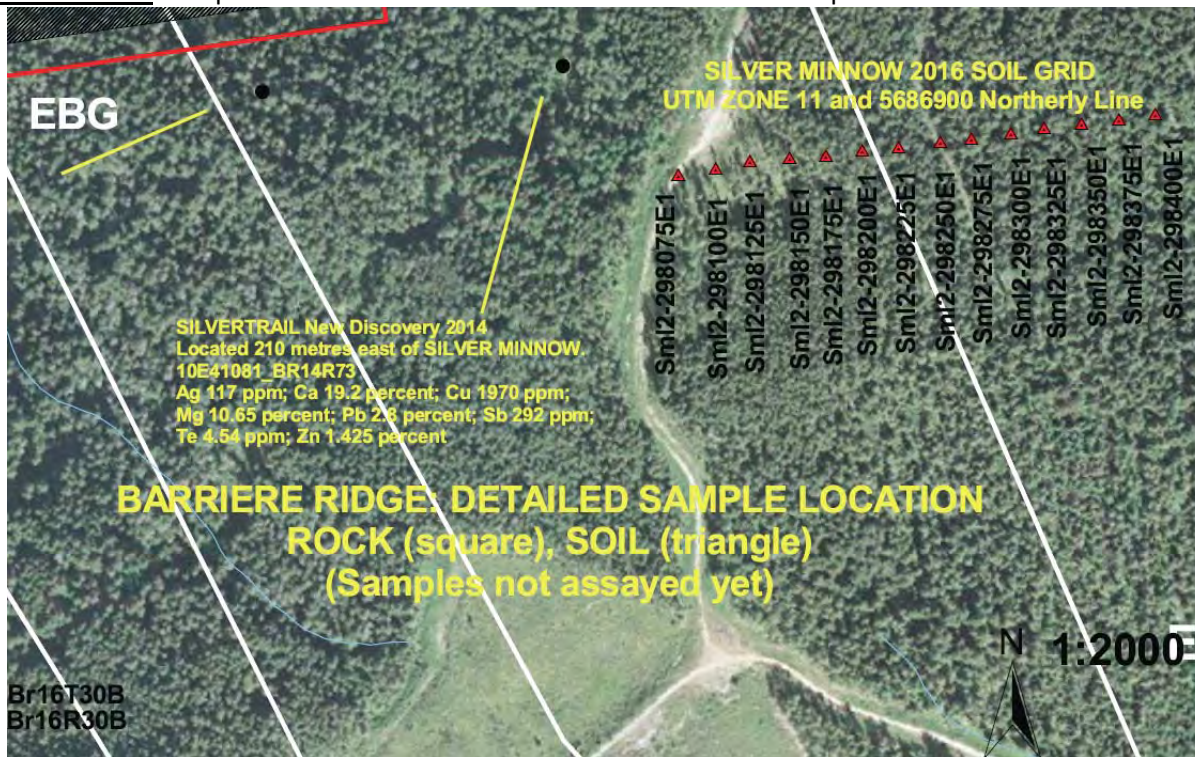 EBG
SILVER MINNOW 2016 SOIL GRID
UTM ZONE 11 and 5686900 Northerly Line
Sml2-298075E1
Sml2-298100E1
Sml2-298125E1
Sml2-298150E1
Sml2-298175E1
Sml2-298200E1
Sml2-298225E1
Sml2-298250E1
Sml2-298275E1
Sml2-298300E1
Sml2-298325E1
Sml2-298350E1
Sml2-298375E1
Sml2-298400E1
SILVERTRAIL New Discovery 2014
Located 210 metres east of SILVER MINNOW.
10E41081_BR14R73
Ag 117 ppm; Ca 19.2 percent; Cu 1970 ppm;
Mg 10.65 percent; Pb 2.8 percent; Sb 292 ppm;
Te 4.54 ppm; Zn 1.425 percent
BARRIERE RIDGE: DETAILED SAMPLE LOCATION
ROCK (square), SOIL (triangle)
(Samples not assayed yet)
N 1:2000
Br16T30B
Br16R30B